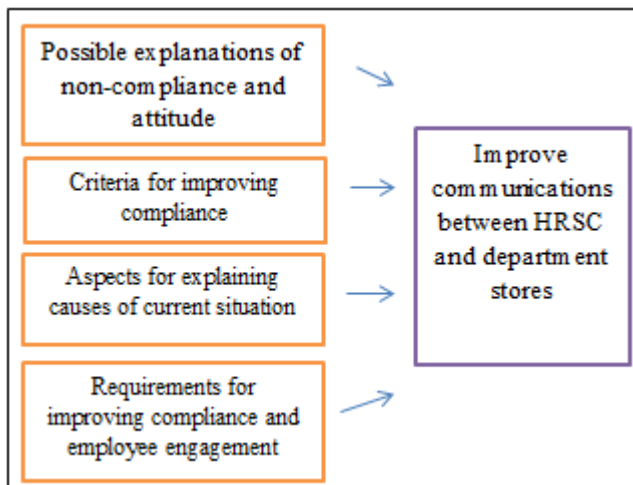 Possible explanations of
non-compliance and
attitude
Criteria for improving
compliance
Aspects for explaining
causes of current situation
Requirements for
improving compliance and
employee engagement
Improve
communications
between HRSC
and department
stores